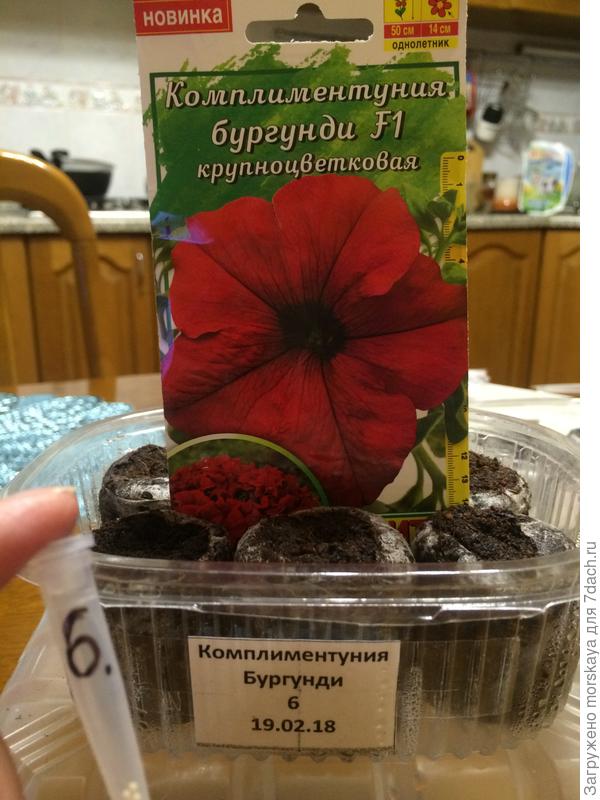 новинка
50 см
14 см
однолетник
Комплиментуния
бургунди F1
крупноцветковая
6.
Комплиментуния
Бургунди
6
19.02.18
Загружено morskaya для 7dach.ru